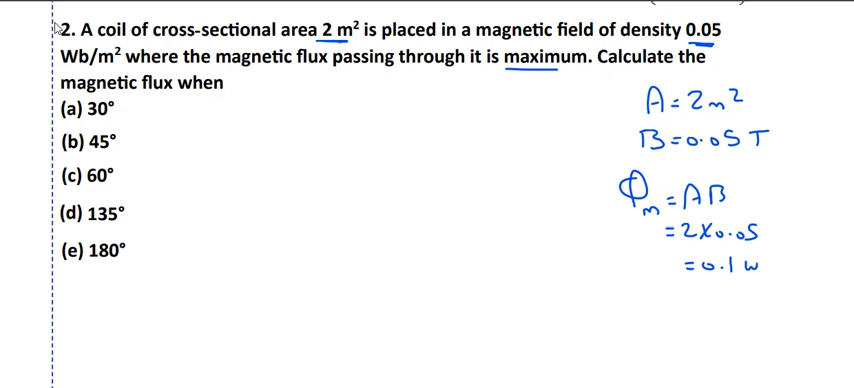 2. A coil of cross-sectional area 2 m² is placed in a magnetic field of density 0.05
Wb/m² where the magnetic flux passing through it is maximum. Calculate the
magnetic flux when
(a) 30°
(b) 45°
(c) 60°
(d) 135°
(e) 180°
A = 2m²
B = 0.05 T
Φm = AB
= 2×0.05
= 0.1 w